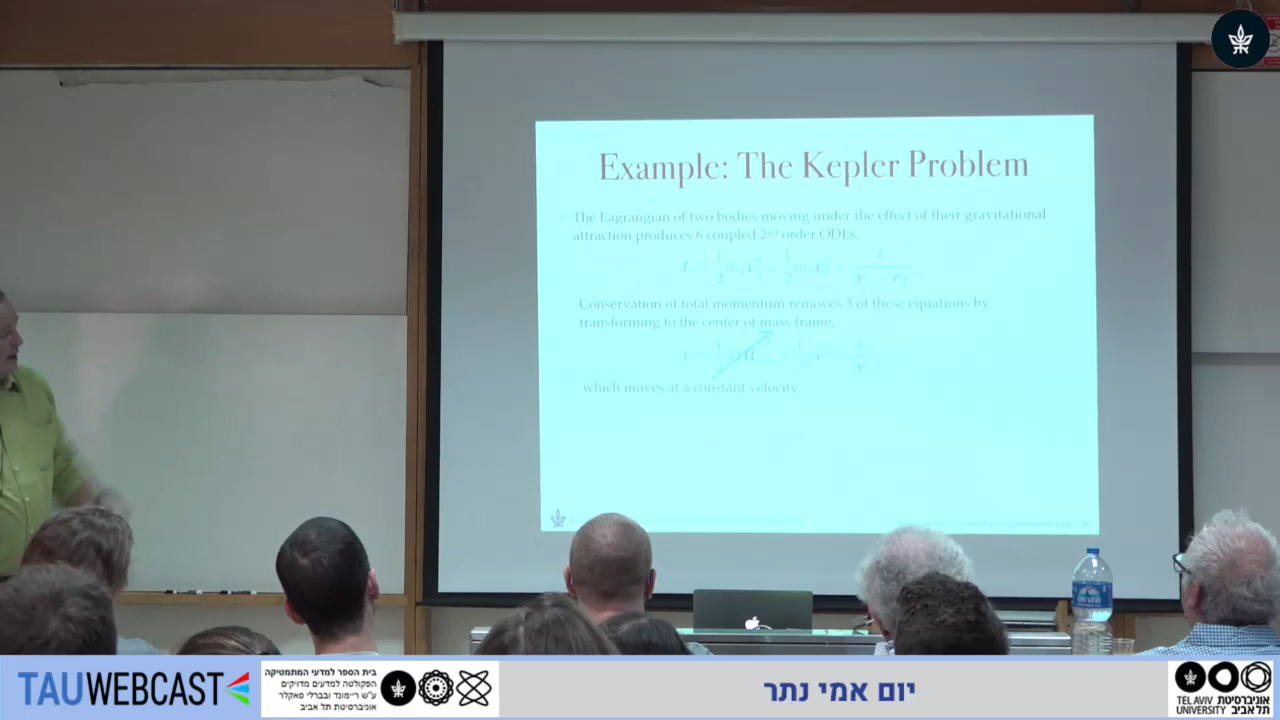 Example: The Kepler Problem
The Lagrangian of two bodies moving under the effect of their gravitational
attraction produces 6 coupled 2nd order ODEs,
Conservation of total momentum removes 3 of these equations by
transforming to the center of mass frame,
which moves at a constant velocity
TAUWEBCAST
בית הספר למדעי המתמטיקה
הפקולטה למדעים מדויקים
ע"ש ריימונד ובברלי סאקלר
אוניברסיטת תל אביב
יום אמי נתר
TEL AVIV UNIVERSITY
אוניברסיטת תל אביב